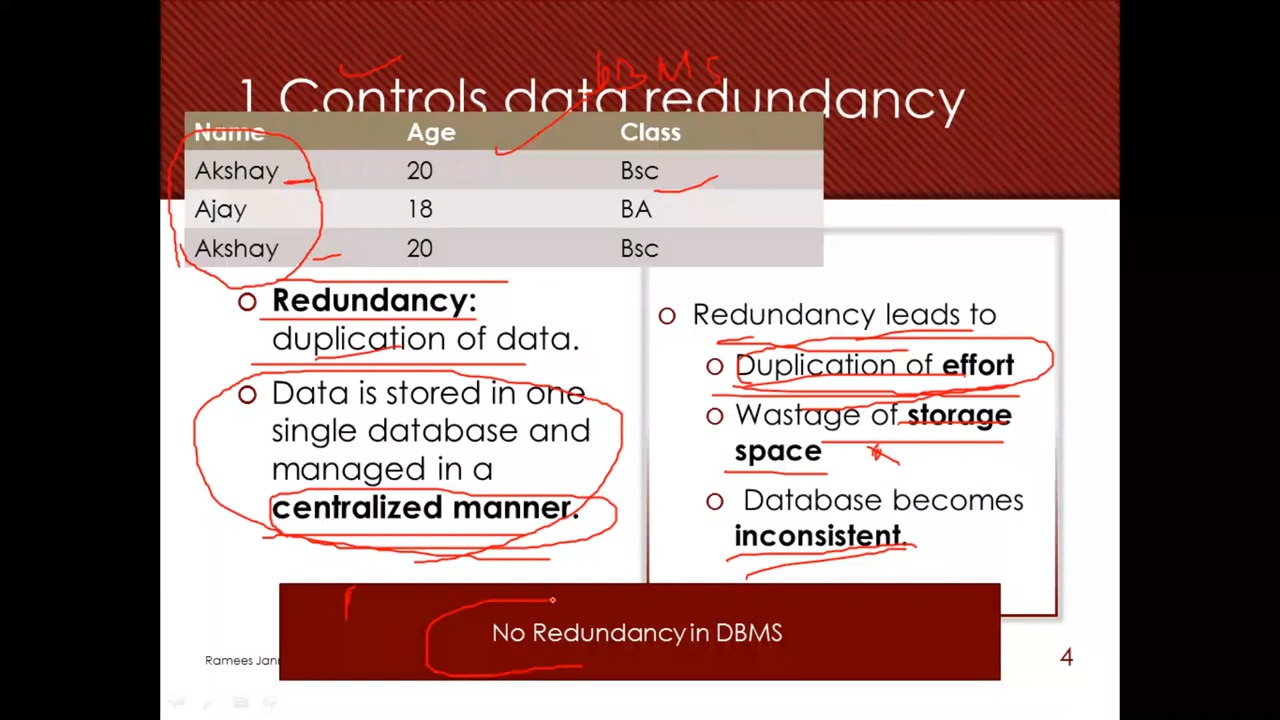 1 Controls data redundancy
DBMS
Name Age Class
Akshay 20 Bsc
Ajay 18 BA
Akshay 20 Bsc
Redundancy:
duplication of data.
Data is stored in one
single database and
managed in a
centralized manner.
Redundancy leads to
Duplication of effort
Wastage of storage
space
Database becomes
inconsistent.
No Redundancy in DBMS
Ramees
4